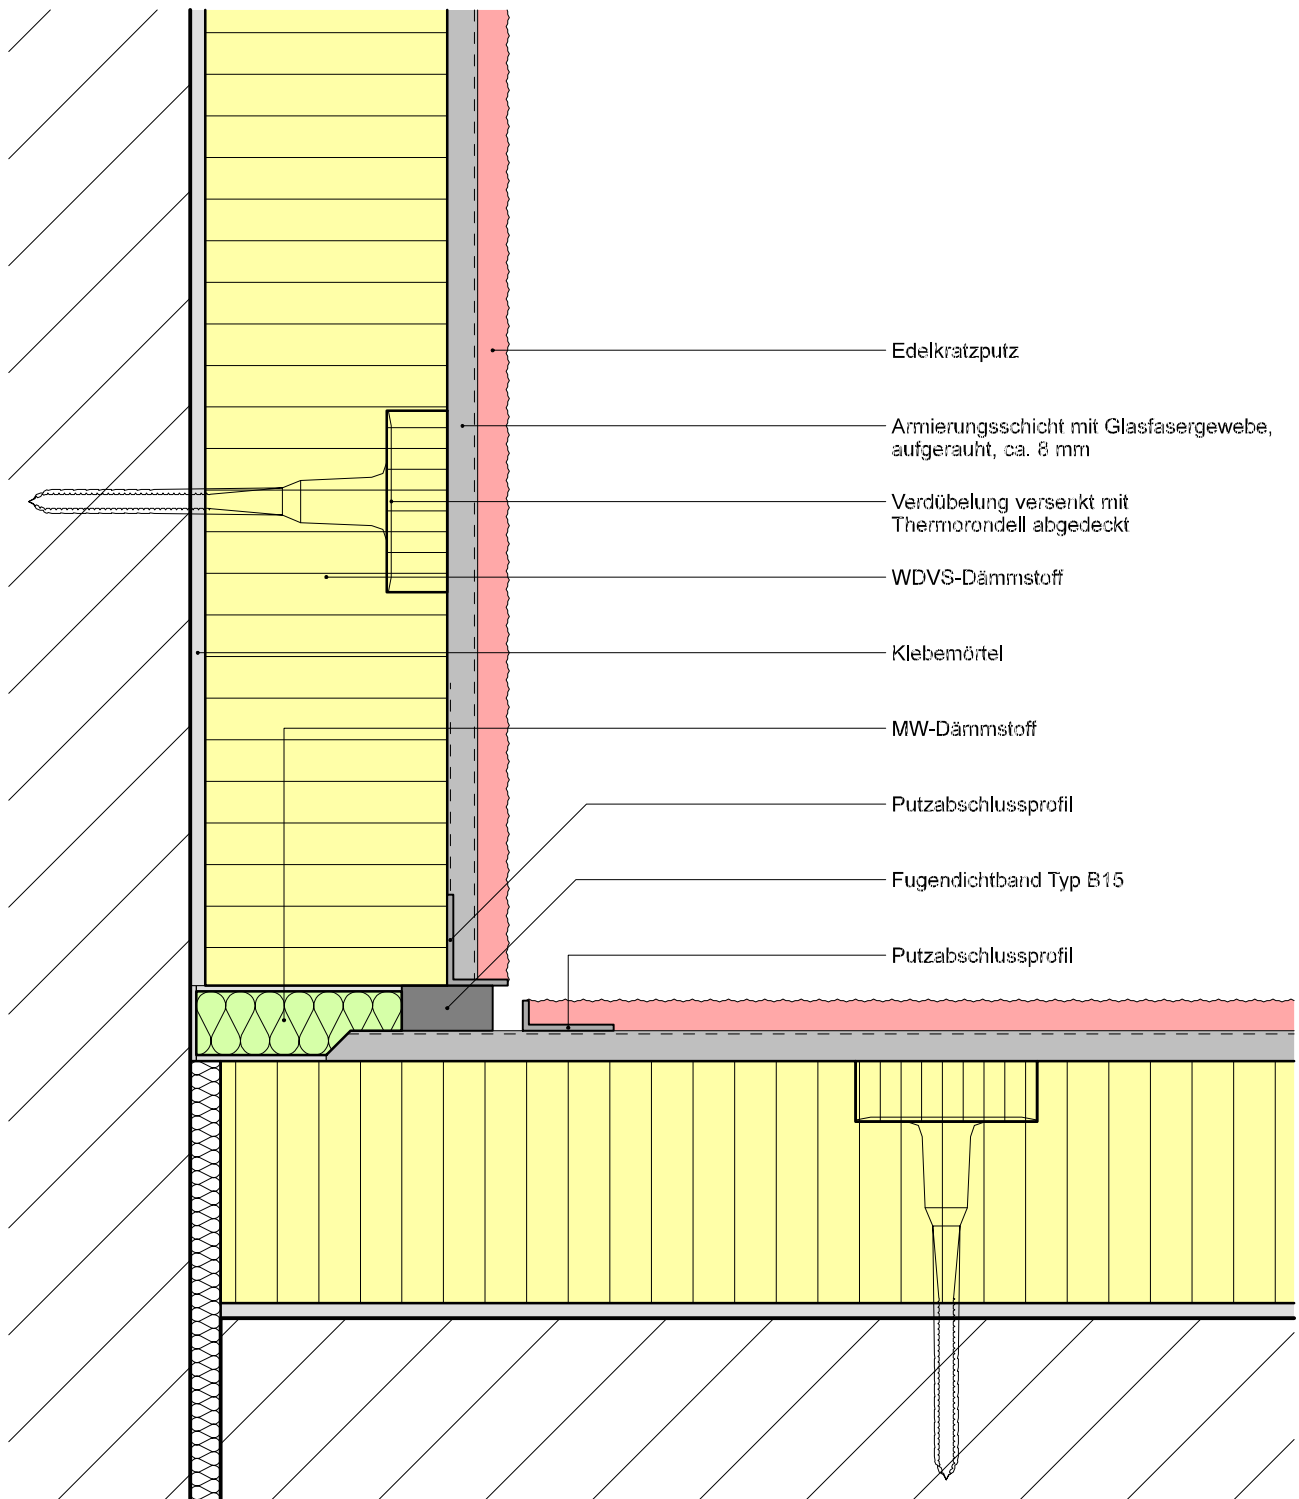 Edelkratzputz
Armierungsschicht mit Glasfasergewebe,
aufgerauht, ca. 8 mm
Verdübelung versenkt mit
Thermorondell abgedeckt
WDVS-Dämmstoff
Klebemörtel
MW-Dämmstoff
Putzabschlussprofil
Fugendichtband Typ B15
Putzabschlussprofil